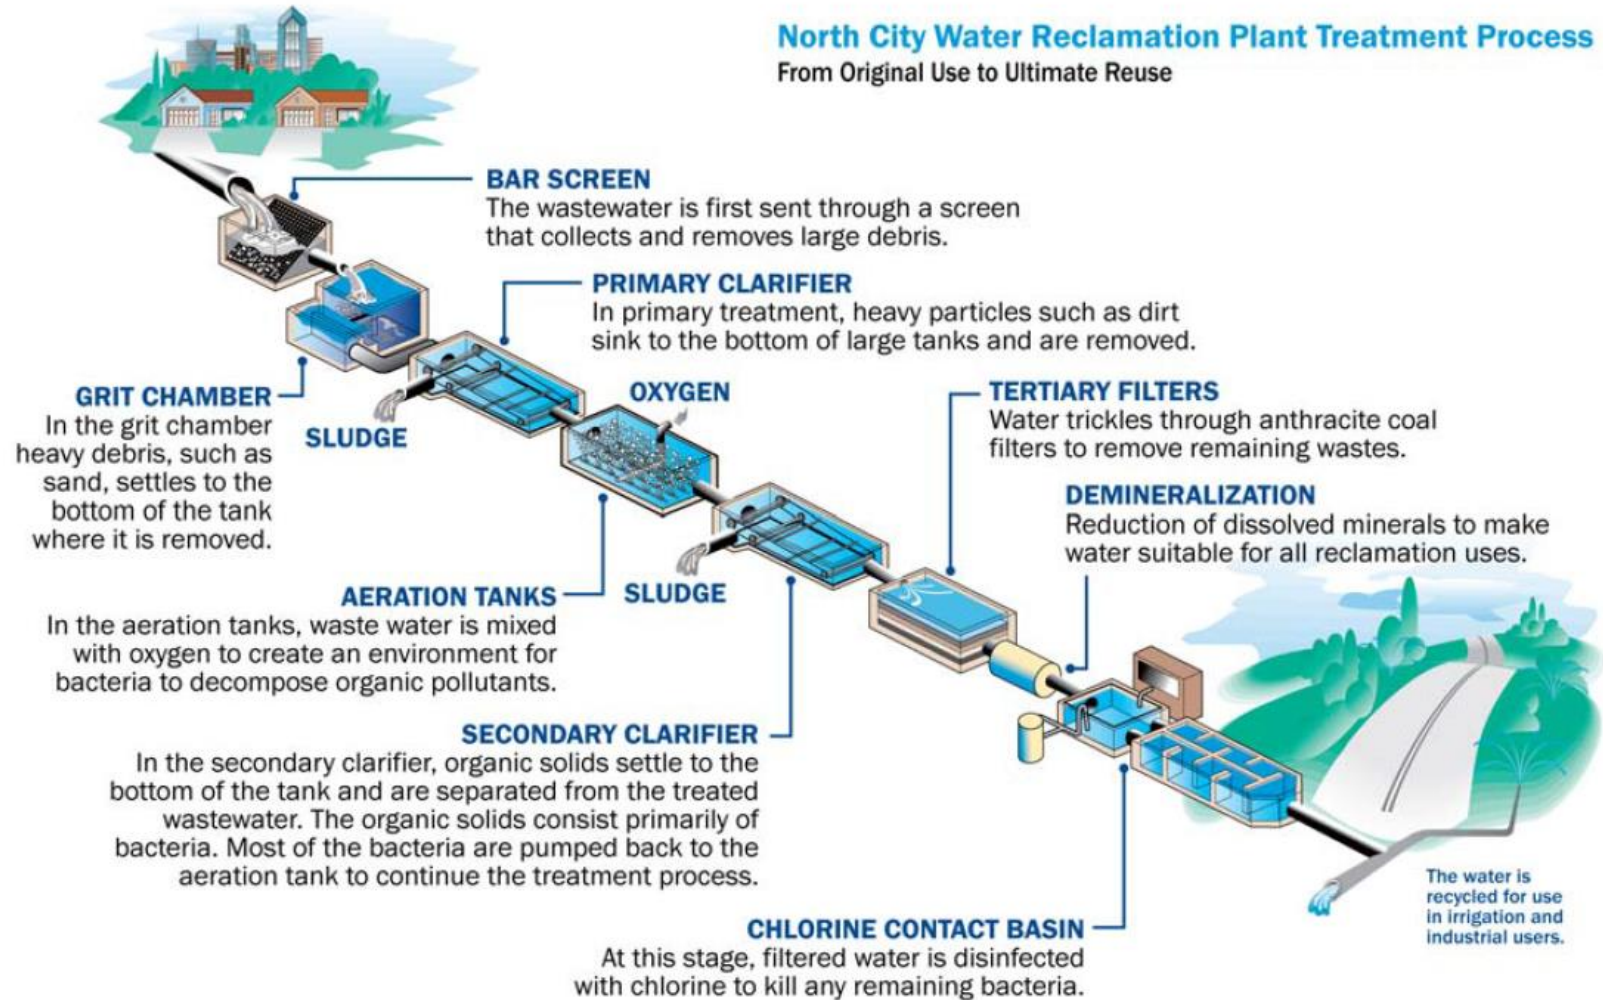 North City Water Reclamation Plant Treatment Process
From Original Use to Ultimate Reuse
BAR SCREEN
The wastewater is first sent through a screen
that collects and removes large debris.
PRIMARY CLARIFIER
In primary treatment, heavy particles such as dirt
sink to the bottom of large tanks and are removed.
GRIT CHAMBER
In the grit chamber
heavy debris, such as
sand, settles to the
bottom of the tank
where it is removed.
SLUDGE
OXYGEN
TERTIARY FILTERS
Water trickles through anthracite coal
filters to remove remaining wastes.
DEMINERALIZATION
Reduction of dissolved minerals to make
water suitable for all reclamation uses.
AERATION TANKS
In the aeration tanks, waste water is mixed
with oxygen to create an environment for
bacteria to decompose organic pollutants.
SLUDGE
SECONDARY CLARIFIER
In the secondary clarifier, organic solids settle to the
bottom of the tank and are separated from the treated
wastewater. The organic solids consist primarily of
bacteria. Most of the bacteria are pumped back to the
aeration tank to continue the treatment process.
CHLORINE CONTACT BASIN
At this stage, filtered water is disinfected
with chlorine to kill any remaining bacteria.
The water is
recycled for use
in irrigation and
industrial users.